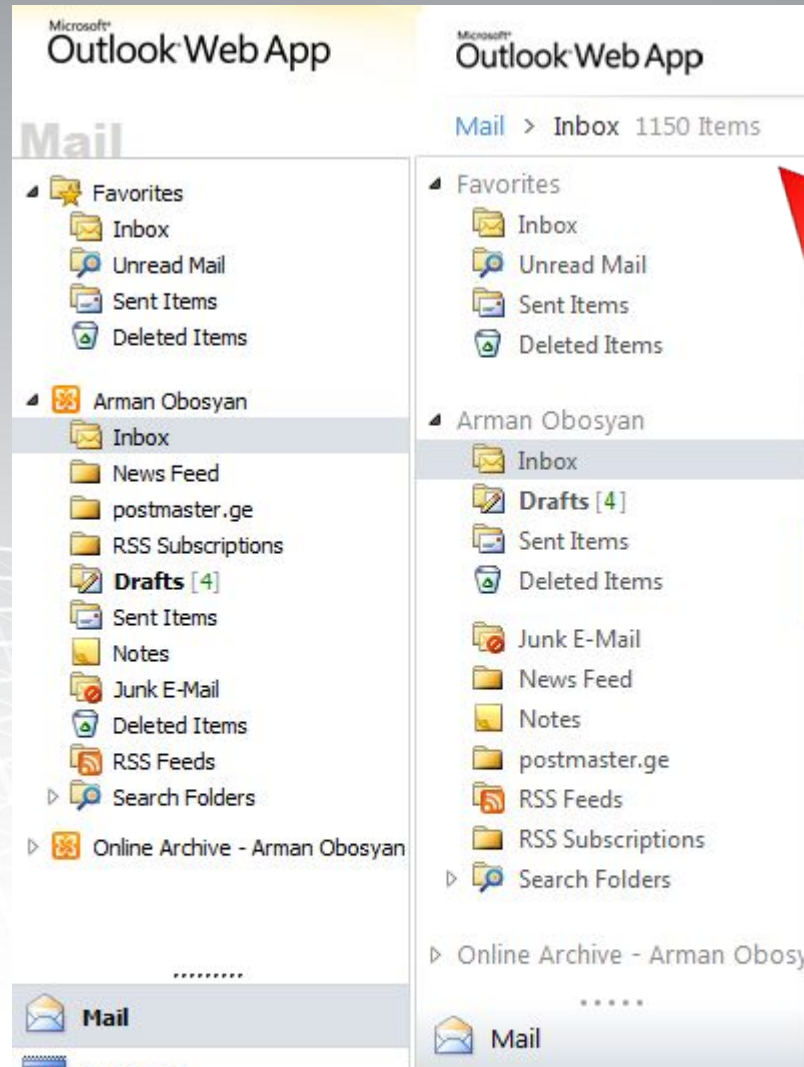 Microsoft
Outlook Web App
Mail
Favorites
Inbox
Unread Mail
Sent Items
Deleted Items
Arman Obosyan
Inbox
News Feed
postmaster.ge
RSS Subscriptions
Drafts [4]
Sent Items
Notes
Junk E-Mail
Deleted Items
RSS Feeds
Search Folders
Online Archive - Arman Obosyan
Mail
Microsoft
Outlook Web App
Mail > Inbox 1150 Items
Favorites
Inbox
Unread Mail
Sent Items
Deleted Items
Arman Obosyan
Inbox
Drafts [4]
Sent Items
Deleted Items
Junk E-Mail
News Feed
Notes
postmaster.ge
RSS Feeds
RSS Subscriptions
Search Folders
Online Archive - Arman Obosy
Mail